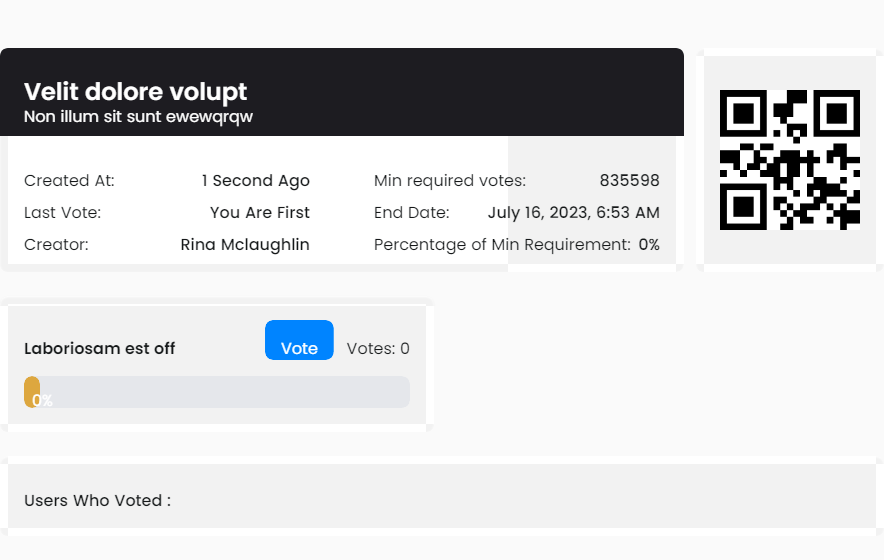 Velit dolore volupt
Non illum sit sunt ewewqrqw
Created At: 1 Second Ago Min required votes: 835598
Last Vote: You Are First End Date: July 16, 2023, 6:53 AM
Creator: Rina Mclaughlin Percentage of Min Requirement: 0%
Laboriosam est off Vote Votes: 0
0%
Users Who Voted :